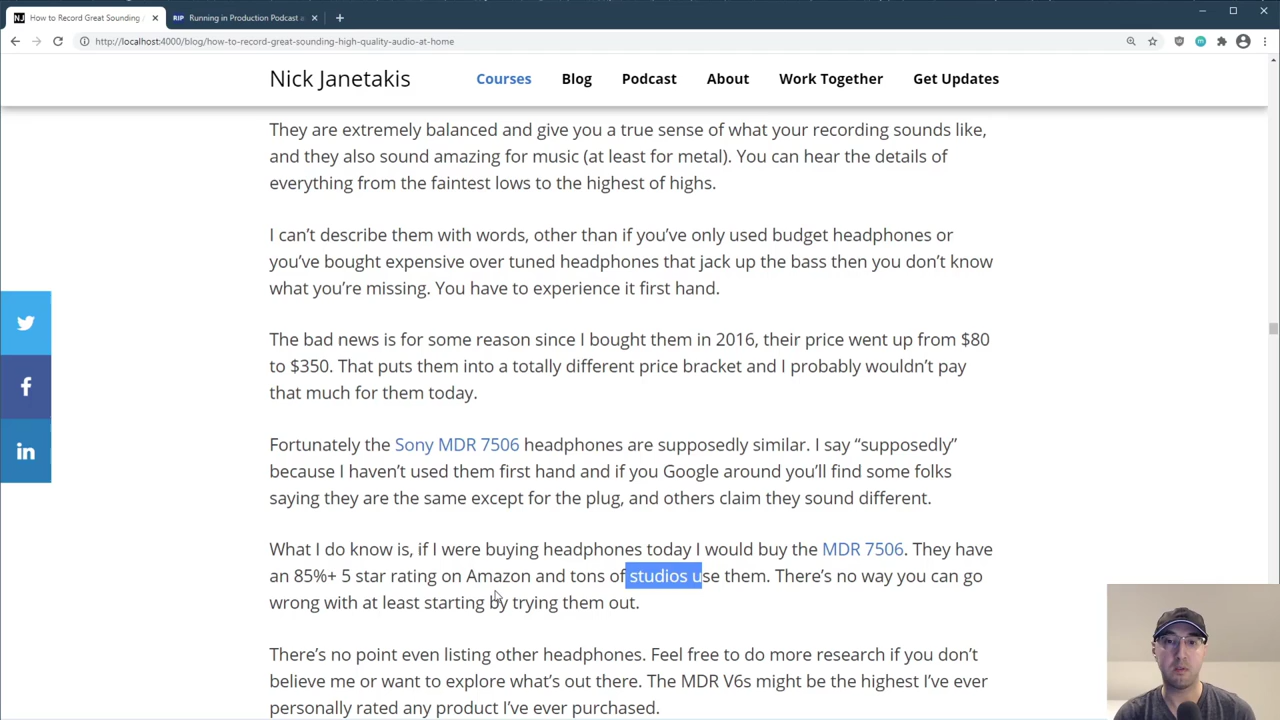 How to Record Great Sounding
Running in Production Podcast a
http://localhost:4000/blog/how-to-record-great-sounding-high-quality-audio-at-home
Nick Janetakis
Courses
Blog
Podcast
About
Work Together
Get Updates
They are extremely balanced and give you a true sense of what your recording sounds like,
and they also sound amazing for music (at least for metal). You can hear the details of
everything from the faintest lows to the highest of highs.
I can’t describe them with words, other than if you’ve only used budget headphones or
you’ve bought expensive over tuned headphones that jack up the bass then you don’t know
what you’re missing. You have to experience it first hand.
The bad news is for some reason since I bought them in 2016, their price went up from $80
to $350. That puts them into a totally different price bracket and I probably wouldn’t pay
that much for them today.
Fortunately the Sony MDR 7506 headphones are supposedly similar. I say “supposedly”
because I haven’t used them first hand and if you Google around you’ll find some folks
saying they are the same except for the plug, and others claim they sound different.
What I do know is, if I were buying headphones today I would buy the MDR 7506. They have
an 85%+ 5 star rating on Amazon and tons of studios use them. There’s no way you can go
wrong with at least starting by trying them out.
There’s no point even listing other headphones. Feel free to do more research if you don’t
believe me or want to explore what’s out there. The MDR V6s might be the highest I’ve ever
personally rated any product I’ve ever purchased.